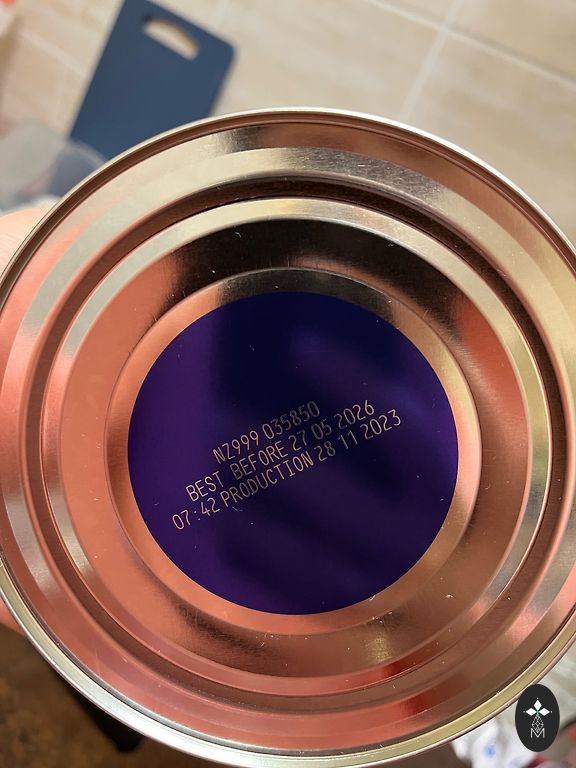 NZ999 035850
BEST BEFORE 27 05 2026
07:42 PRODUCTION 28 11 2023